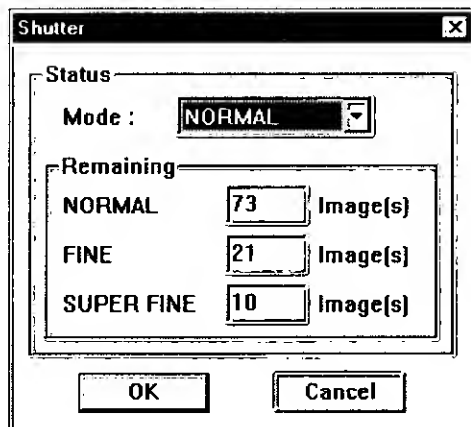 Shutter
Status
Mode : NORMAL
Remaining
NORMAL 73 Image(s)
FINE 21 Image(s)
SUPER FINE 10 Image(s)
OK Cancel